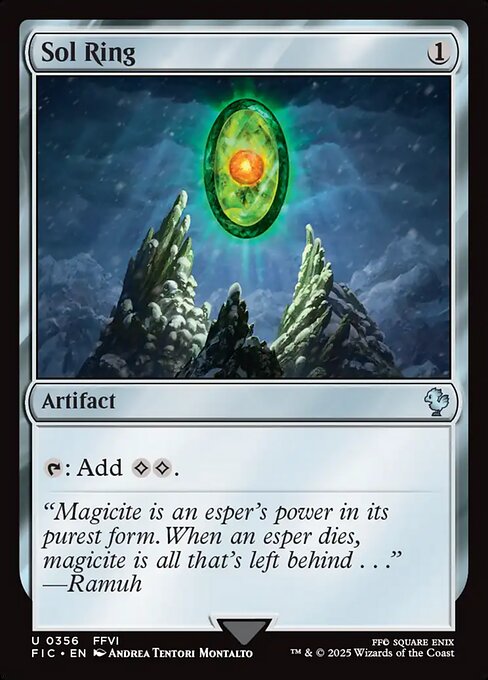 Sol Ring
1
Artifact
: Add .
“Magicite is an esper’s power in its
purest form. When an esper dies,
magicite is all that’s left behind . . .”
—Ramuh
U 0356 FFVI
FIC • EN Andrea Tentori Montalto
FF© SQUARE ENIX
™ & © 2025 Wizards of the Coast